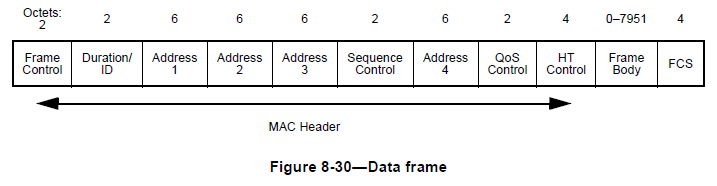 Octets:
2 2 6 6 6 2 6 2 4 0–7951 4
Frame Control
Duration/ ID
Address 1
Address 2
Address 3
Sequence Control
Address 4
QoS Control
HT Control
Frame Body
FCS
MAC Header
Figure 8-30—Data frame